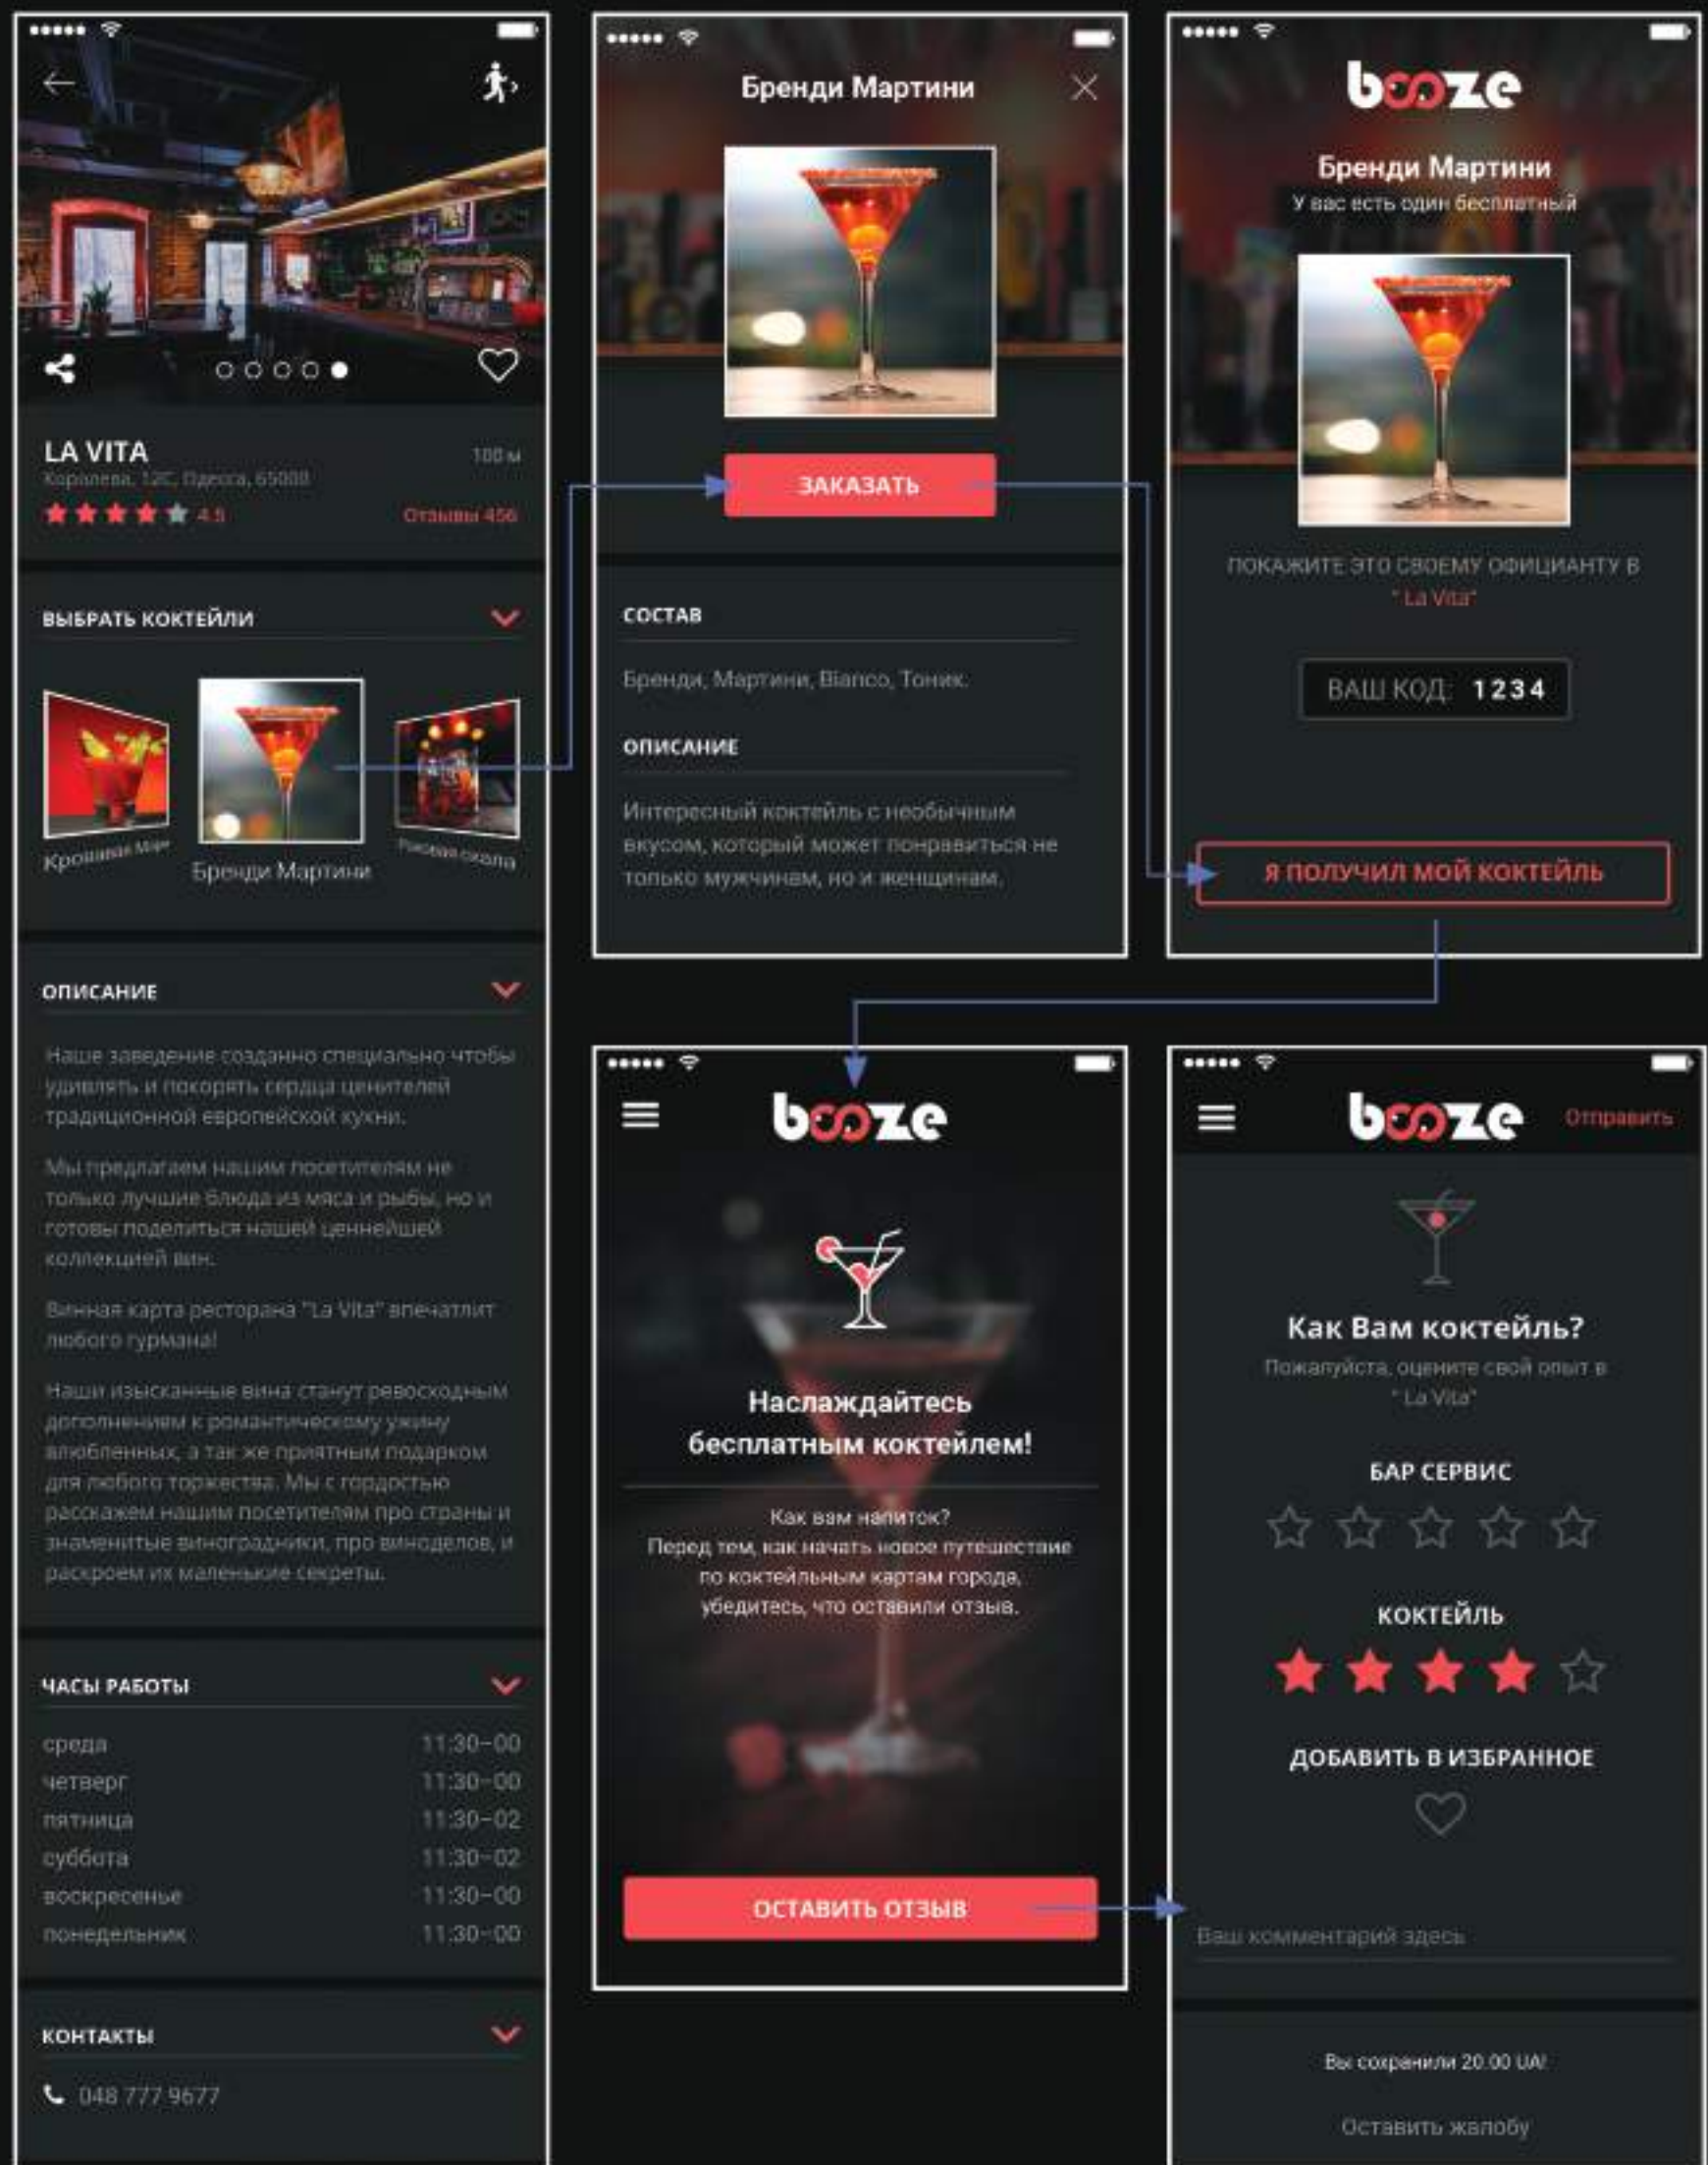 LA VITA
100 м
Королева, 12С, Одесса, 65000
4.5
Отзывы 456
ВЫБРАТЬ КОКТЕЙЛИ
Кровавая Мэри
Бренди Мартини
ОПИСАНИЕ
Наше заведение созданно специально чтобы
удивлять и покорять сердца ценителей
традиционной европейской кухни.
Мы предлагаем нашим посетителям не
только лучшие блюда из мяса и рыбы, но и
готовы поделиться нашей ценнейшей
коллекцией вин.
Винная карта ресторана "La Vita" впечатлит
любого гурмана!
Наши изысканные вина станут ревосходным
дополнением к романтическому ужину
влюбленных, а так же приятным подарком
для любого торжества. Мы с гордостью
расскажем нашим посетителям про страны и
знаменитые виноградники, про виноделов, и
раскроем их маленькие секреты.
ЧАСЫ РАБОТЫ
среда 11:30–00
четверг 11:30–00
пятница 11:30–02
суббота 11:30–02
воскресенье 11:30–00
понедельник 11:30–00
КОНТАКТЫ
048 777 9677
Бренди Мартини
ЗАКАЗАТЬ
СОСТАВ
Бренди, Мартини, Bianco, Тоник.
ОПИСАНИЕ
Интересный коктейль с необычным
вкусом, который может понравиться не
только мужчинам, но и женщинам.
booze
Бренди Мартини
У вас есть один бесплатный
ПОКАЖИТЕ ЭТО СВОЕМУ ОФИЦИАНТУ В
" La Vita"
ВАШ КОД: 1234
Я ПОЛУЧИЛ МОЙ КОКТЕЙЛЬ
booze
Наслаждайтесь
бесплатным коктейлем!
Как вам напиток?
Перед тем, как начать новое путешествие
по коктейльным картам города,
убедитесь, что оставили отзыв.
ОСТАВИТЬ ОТЗЫВ
booze
Отправить
Как Вам коктейль?
Пожалуйста, оцените свой опыт в
" La Vita"
БАР СЕРВИС
КОКТЕЙЛЬ
ДОБАВИТЬ В ИЗБРАННОЕ
Ваш комментарий здесь
Вы сохранили 20.00 UA!
Оставить жалобу